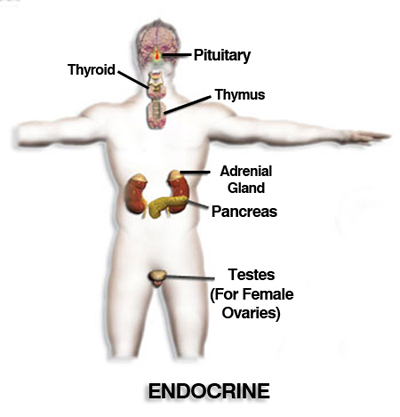 Pituitary
Thyroid
Thymus
Adrenial
Gland
Pancreas
Testes
(For Female
Ovaries)
ENDOCRINE